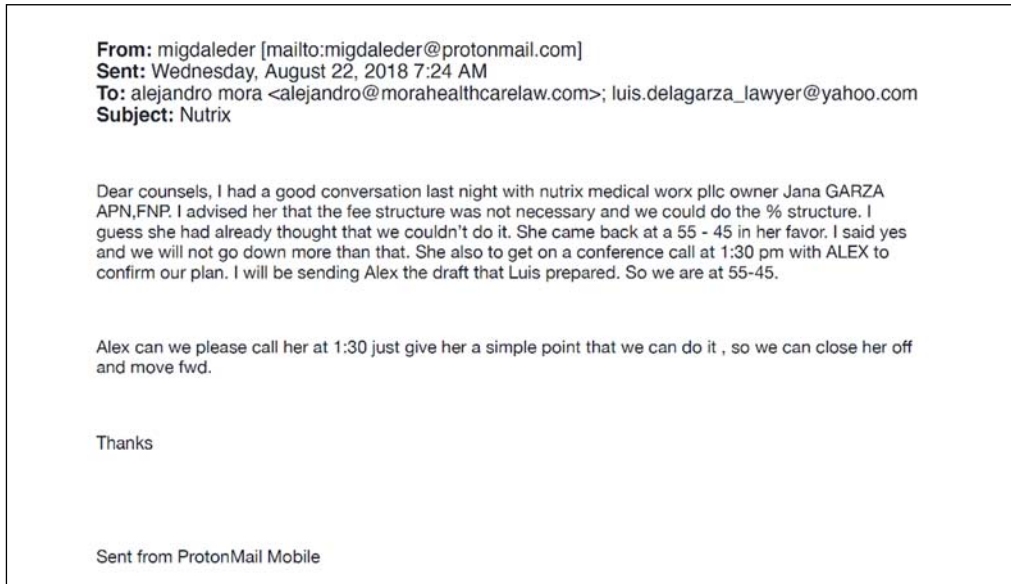 From: migdaleder [mailto:migdaleder@protonmail.com]
Sent: Wednesday, August 22, 2018 7:24 AM
To: alejandro mora <alejandro@morahealthcarelaw.com>; luis.delagarza_lawyer@yahoo.com
Subject: Nutrix
Dear counsels, I had a good conversation last night with nutrix medical worx pllc owner Jana GARZA
APN,FNP. I advised her that the fee structure was not necessary and we could do the % structure. I
guess she had already thought that we couldn't do it. She came back at a 55 - 45 in her favor. I said yes
and we will not go down more than that. She also to get on a conference call at 1:30 pm with ALEX to
confirm our plan. I will be sending Alex the draft that Luis prepared. So we are at 55-45.
Alex can we please call her at 1:30 just give her a simple point that we can do it , so we can close her off
and move fwd.
Thanks
Sent from ProtonMail Mobile